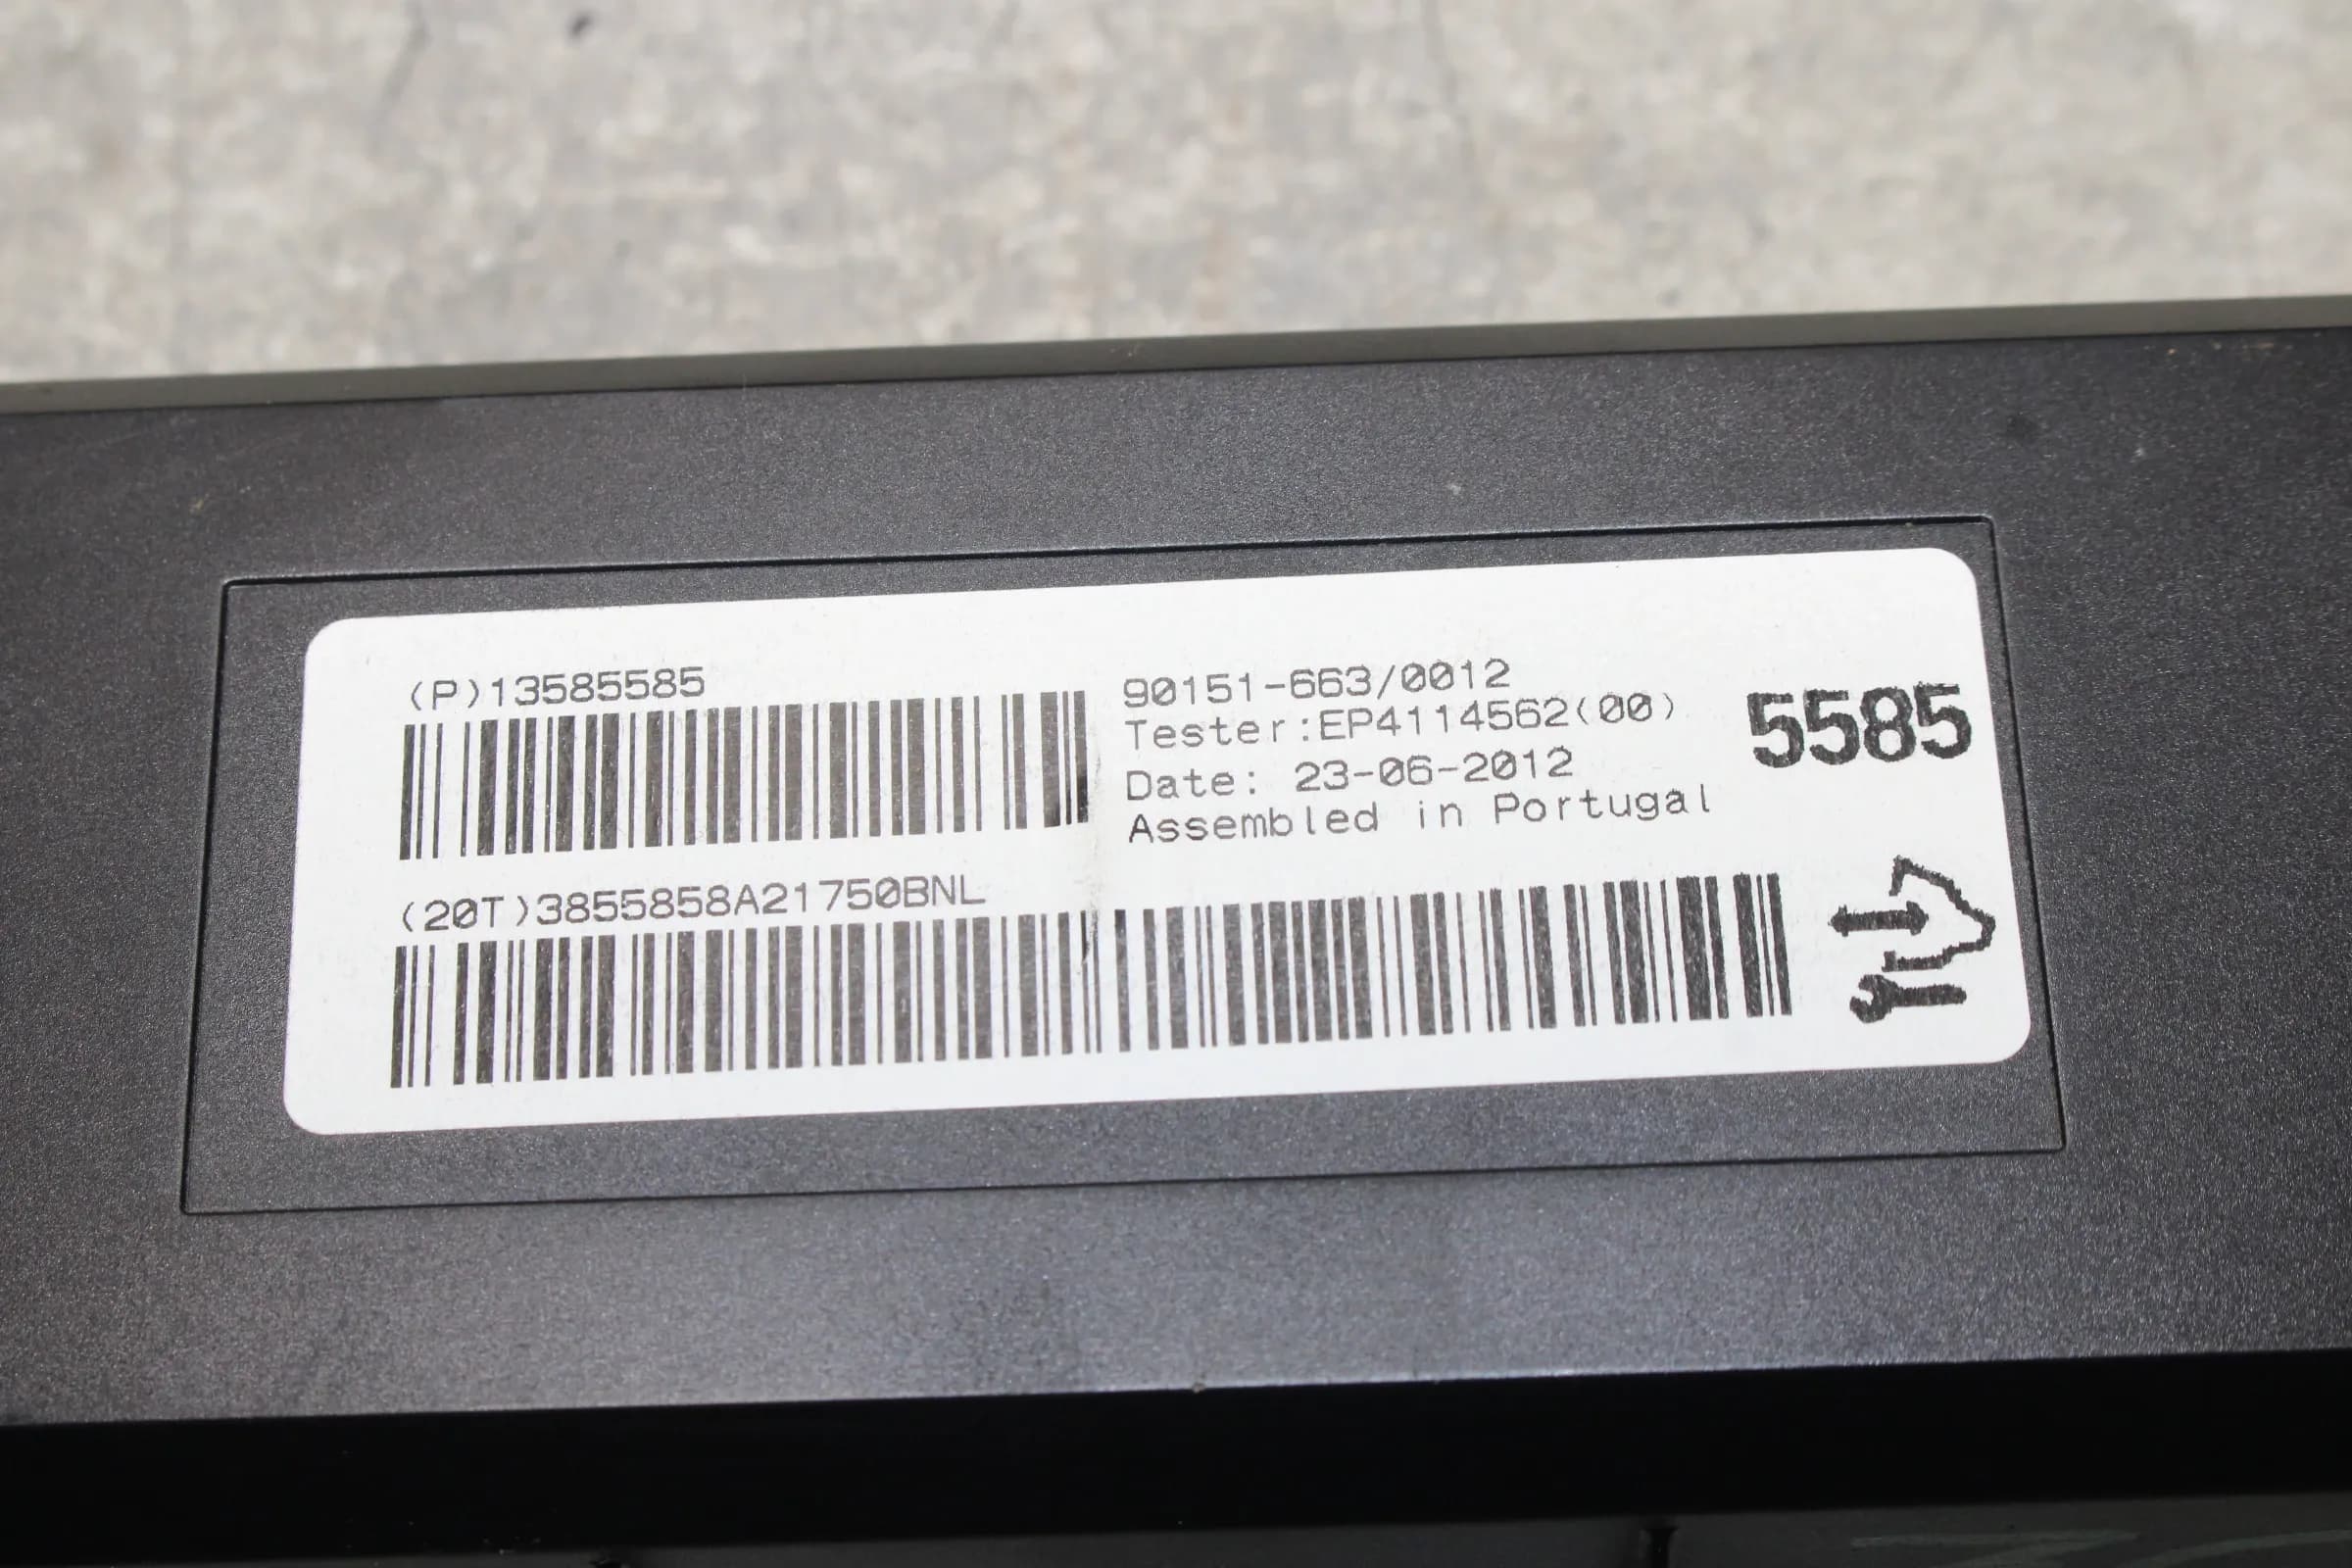 (P)13585585
90151-663/0012
Tester:EP4114562(00)
Date: 23-06-2012
Assembled in Portugal
5585
(20T)3855858A21750BNL